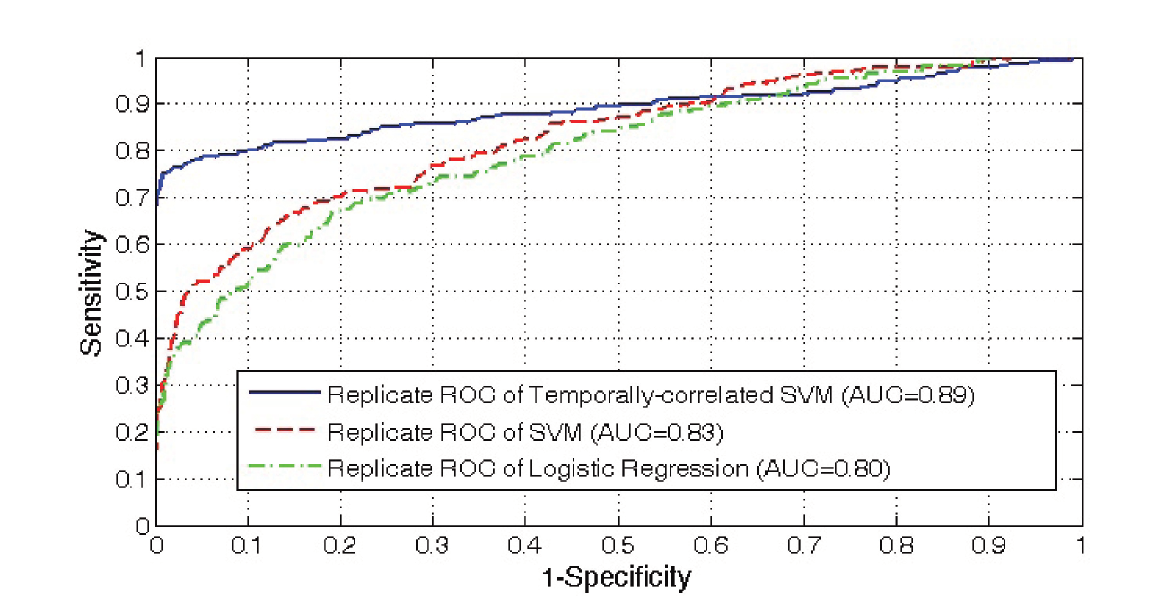 1
0.9
0.8
0.7
0.6
0.5
0.4
0.3
0.2
0.1
0
Sensitivity
Replicate ROC of Temporally-correlated SVM (AUC=0.89)
Replicate ROC of SVM (AUC=0.83)
Replicate ROC of Logistic Regression (AUC=0.80)
0 0.1 0.2 0.3 0.4 0.5 0.6 0.7 0.8 0.9 1
1-Specificity